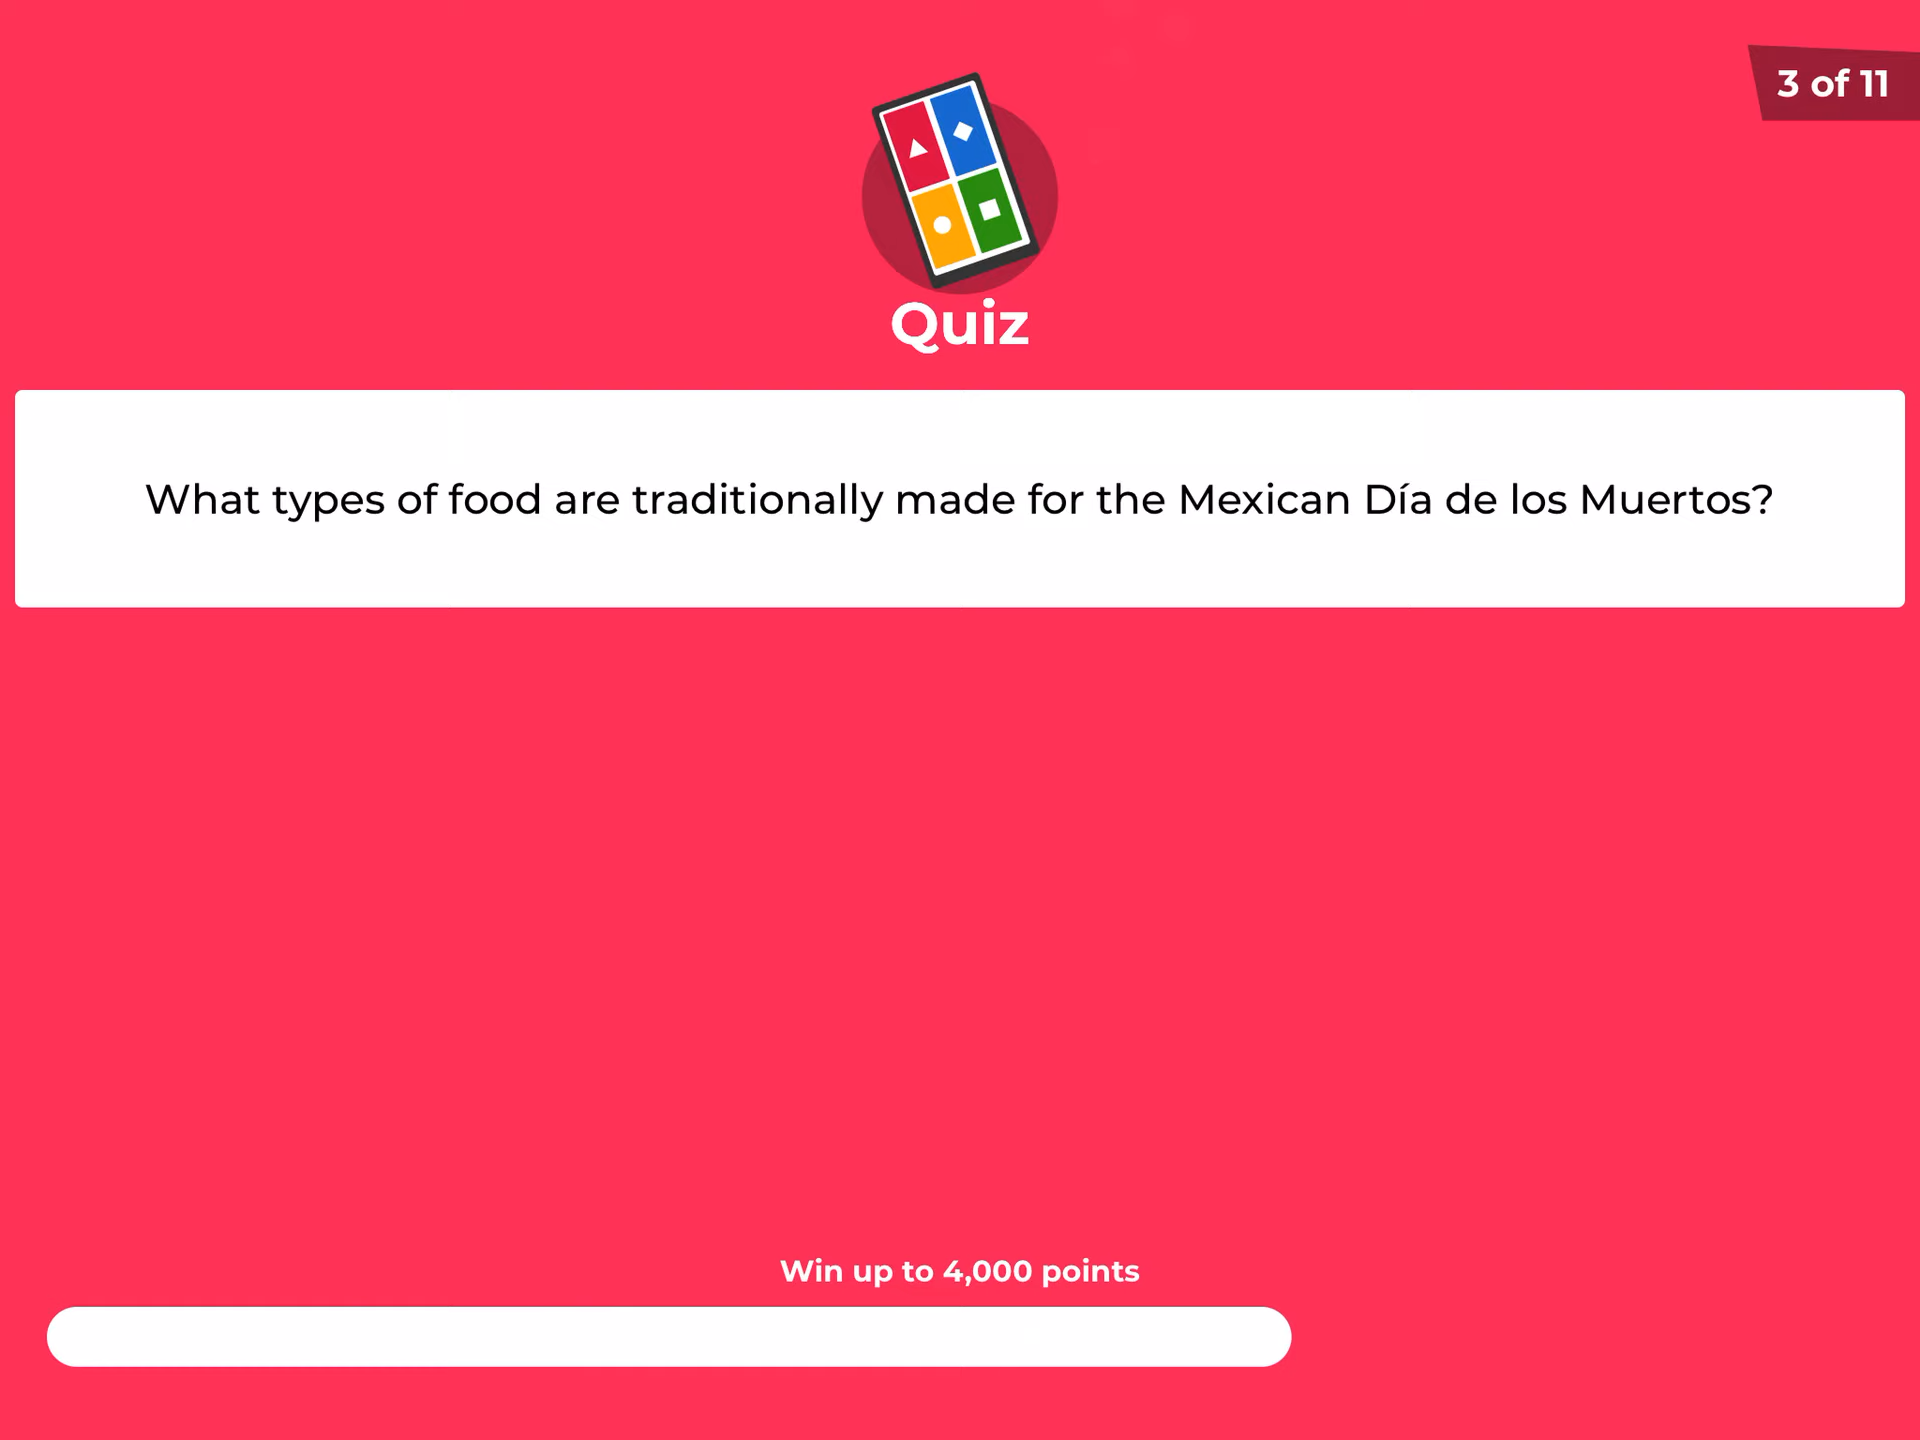 3 of 11
Quiz
What types of food are traditionally made for the Mexican Día de los Muertos?
Win up to 4,000 points